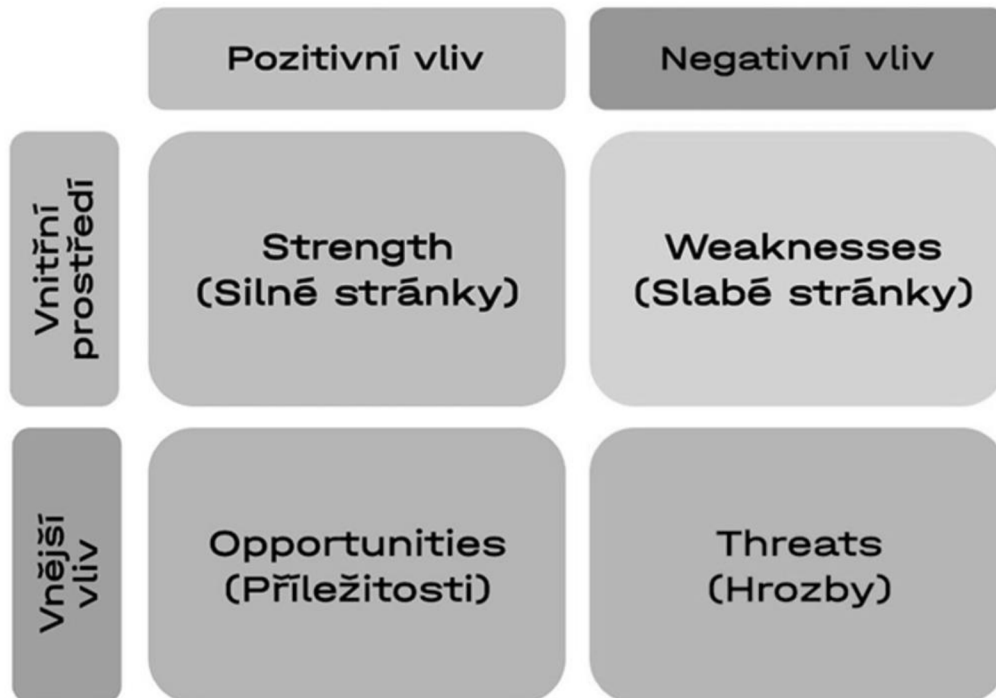 Pozitivní vliv
Negativní vliv
Vnitřní
prostředí
Strength
(Silné stránky)
Weaknesses
(Slabé stránky)
Vnější
vliv
Opportunities
(Příležitosti)
Threats
(Hrozby)